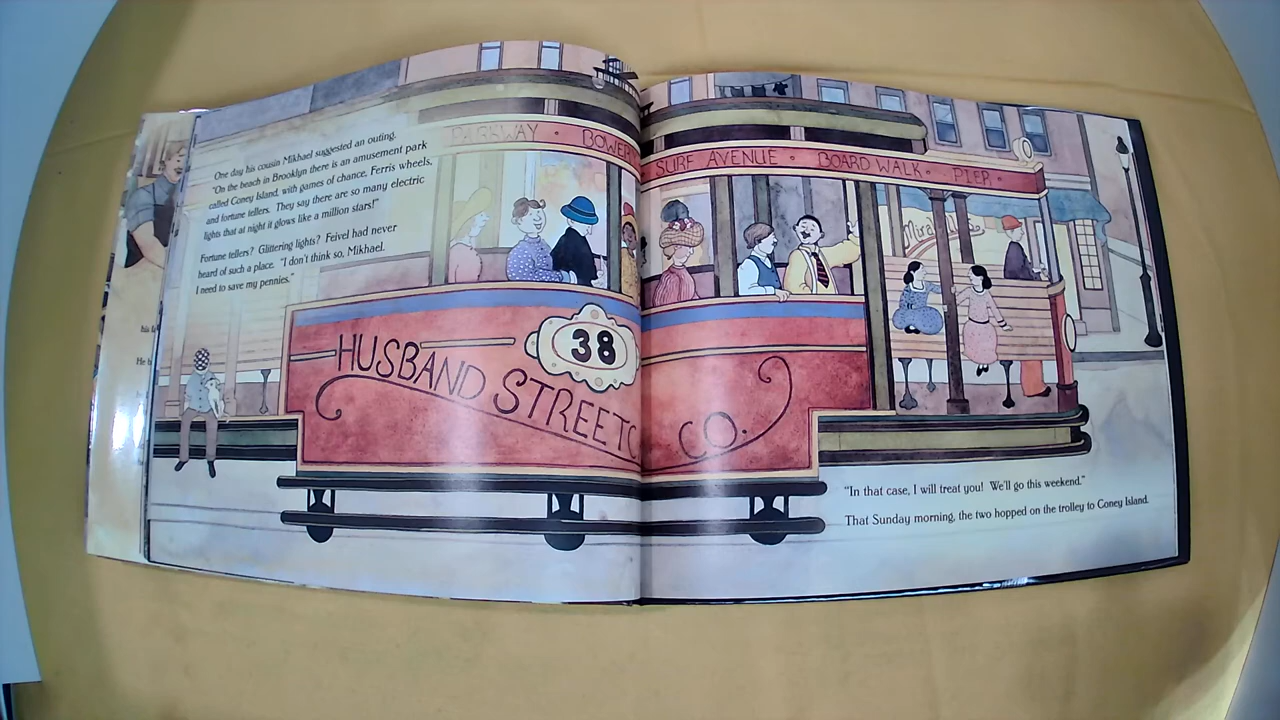 One day his cousin Mikhael suggested an outing.
"On the beach in Brooklyn there is an amusement park
called Coney Island, with games of chance, Ferris wheels,
and fortune tellers. They say there are so many electric
lights that at night it glows like a million stars!"
Fortune tellers? Glittering lights? Feivel had never
heard of such a place. "I don't think so, Mikhael.
I need to save my pennies."
PARKWAY • BOWERY
SURF AVENUE • BOARD WALK • PIER •
38
HUSBAND STREETC
CO.
"In that case, I will treat you! We'll go this weekend."
That Sunday morning, the two hopped on the trolley to Coney Island.